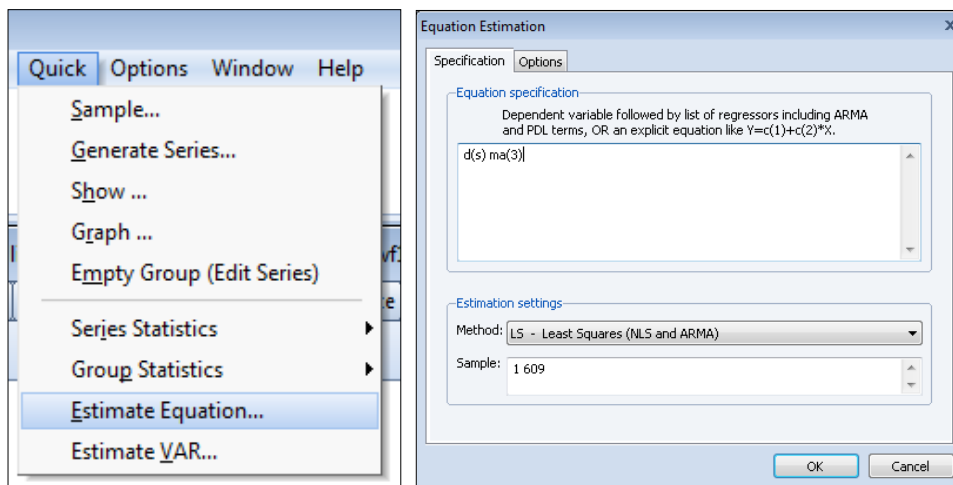 Quick Options Window Help
Sample...
Generate Series...
Show ...
Graph ...
Empty Group (Edit Series)
Series Statistics
Group Statistics
Estimate Equation...
Estimate VAR...
Equation Estimation
Specification Options
Equation specification
Dependent variable followed by list of regressors including ARMA
and PDL terms, OR an explicit equation like Y=c(1)+c(2)*X.
d(s) ma(3)
Estimation settings
Method: LS - Least Squares (NLS and ARMA)
Sample: 1 609
OK Cancel